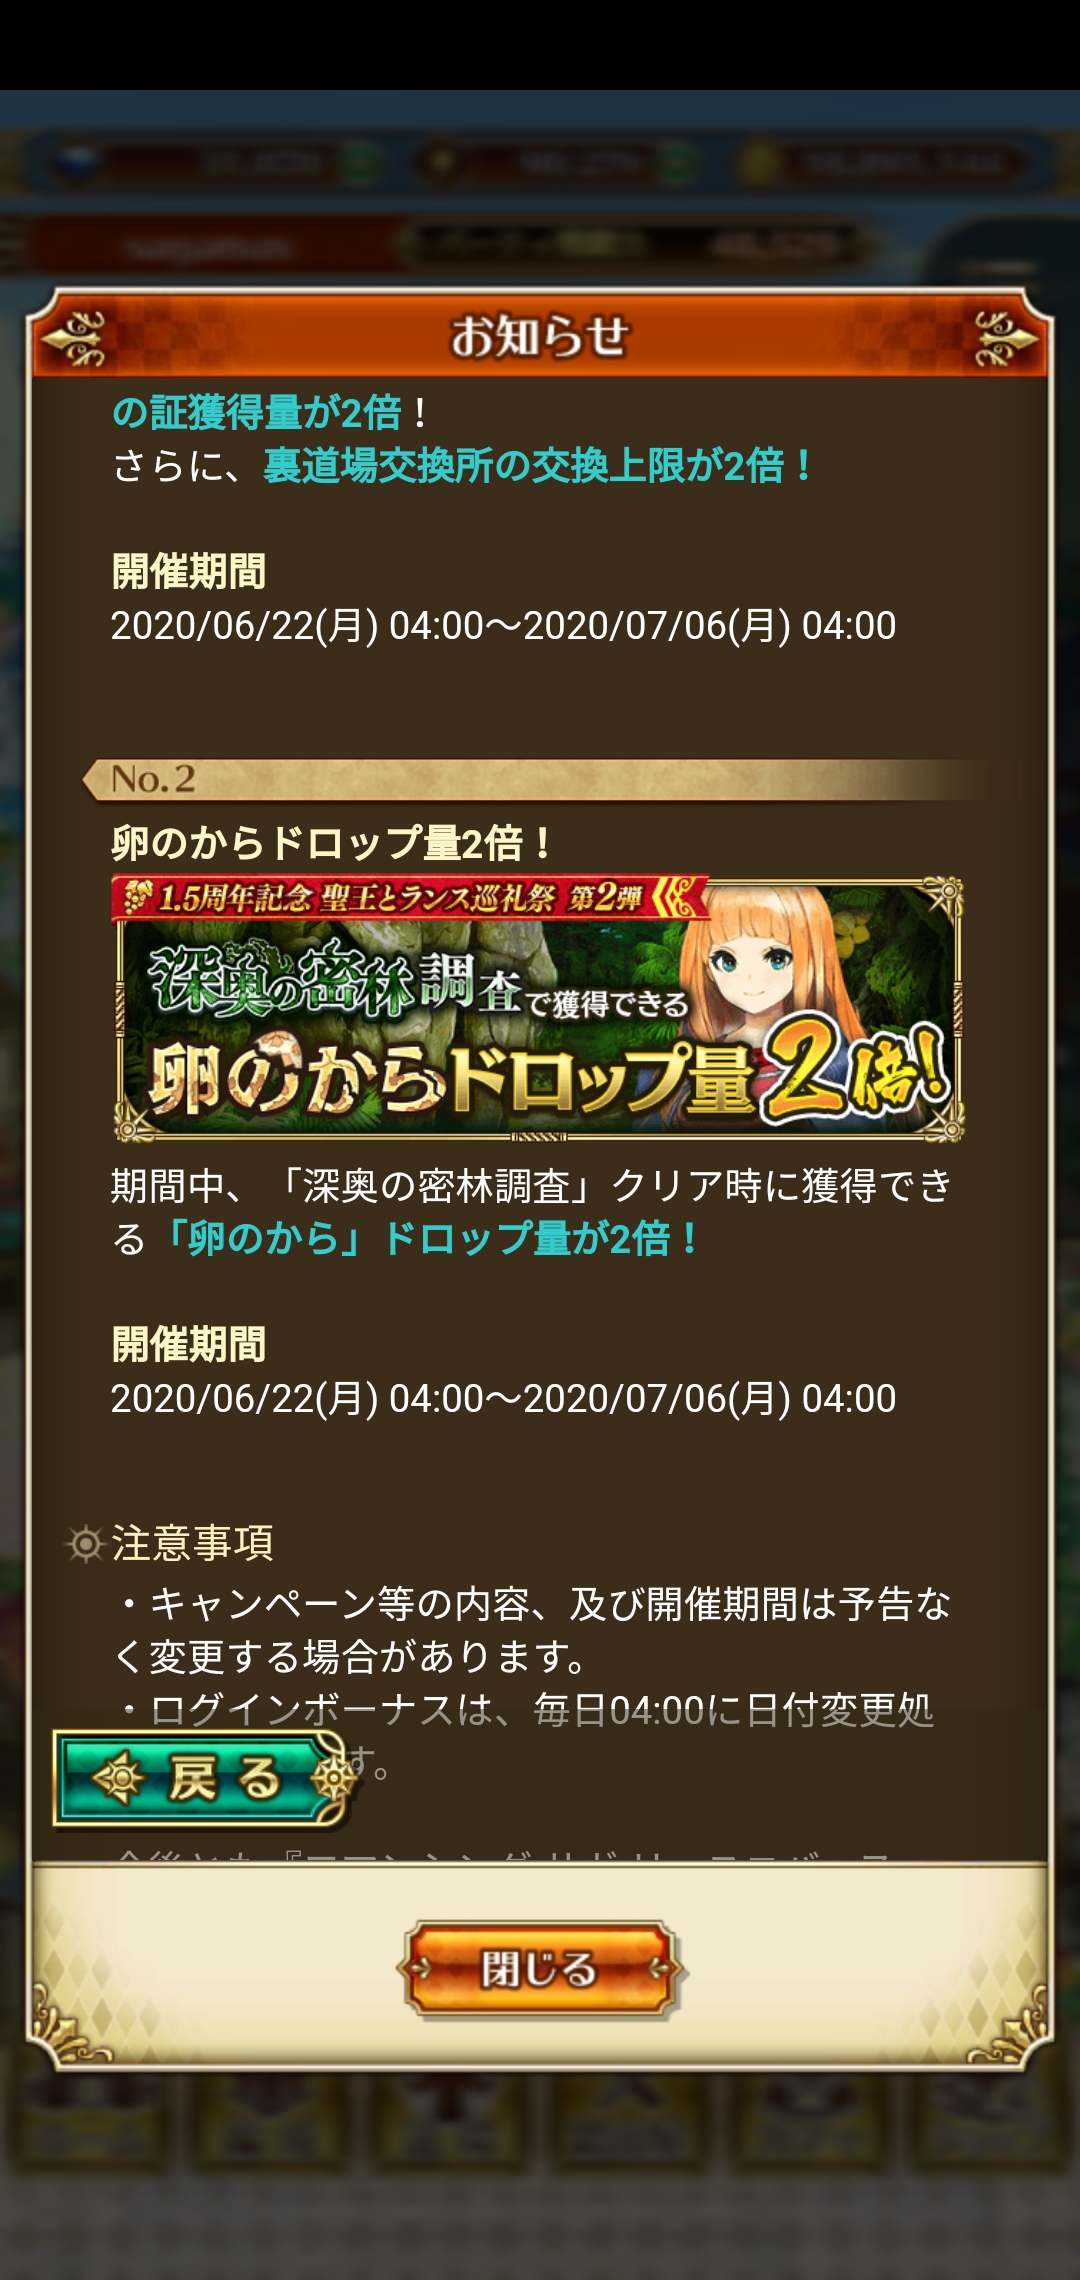 お知らせ
の証獲得量が2倍！
さらに、裏道場交換所の交換上限が2倍！
開催期間
2020/06/22(月) 04:00～2020/07/06(月) 04:00
No.2
卵のからドロップ量2倍！
1.5周年記念 聖王とランス巡礼祭 第2弾
深奥の密林調査で獲得できる
卵のからドロップ量2倍!
期間中、「深奥の密林調査」クリア時に獲得でき
る「卵のから」ドロップ量が2倍！
開催期間
2020/06/22(月) 04:00～2020/07/06(月) 04:00
注意事項
・キャンペーン等の内容、及び開催期間は予告な
く変更する場合があります。
・ログインボーナスは、毎日04:00に日付変更処
す。
戻る
閉じる